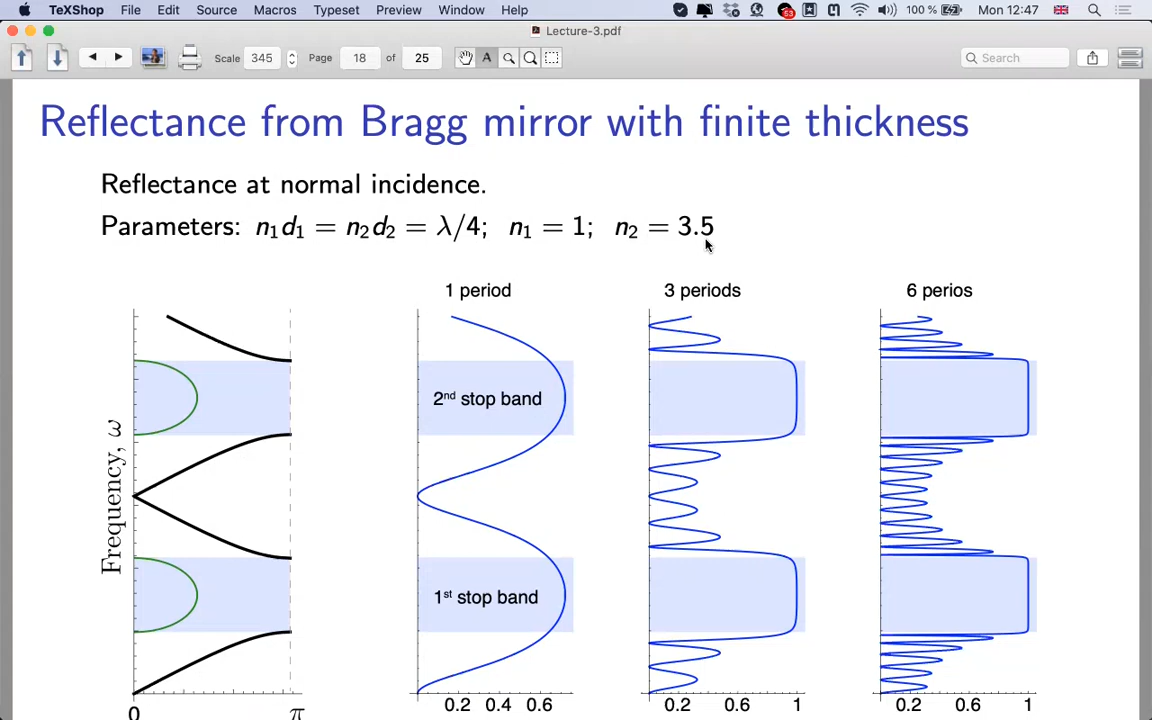 TeXShop File Edit Source Macros Typeset Preview Window Help 53 100 % Mon 12:47
Lecture-3.pdf
Scale 345 Page 18 of 25 A Search
Reflectance from Bragg mirror with finite thickness
Reflectance at normal incidence.
Parameters: n₁d₁ = n₂d₂ = λ/4; n₁ = 1; n₂ = 3.5
1 period 3 periods 6 perios
2ⁿᵈ stop band
Frequency, ω
1ˢᵗ stop band
0 π 0.2 0.4 0.6 0.2 0.6 1 0.2 0.6 1